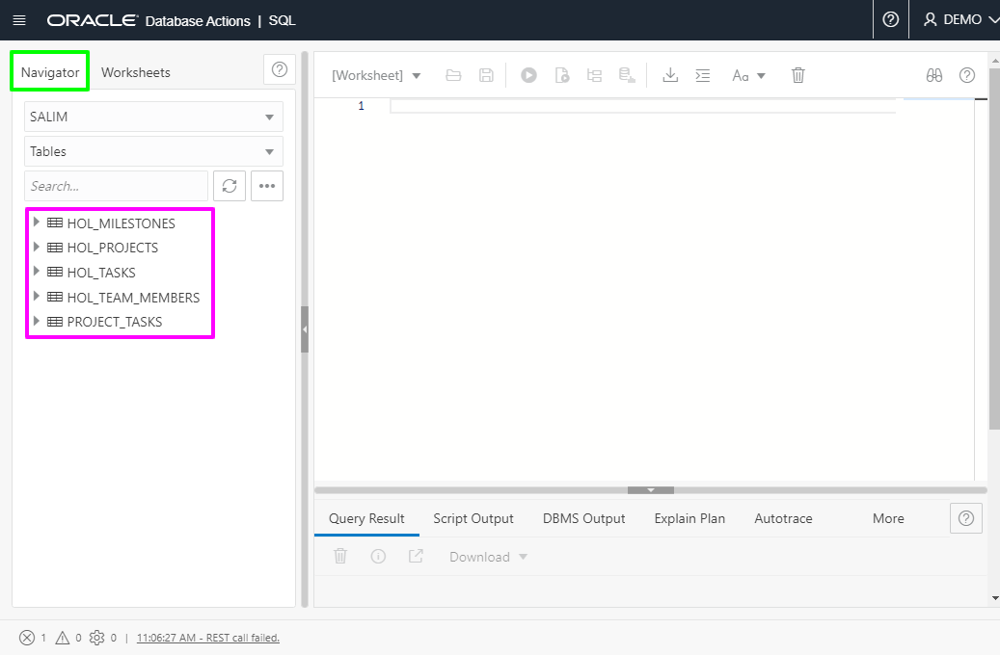 ORACLE Database Actions | SQL
DEMO
Navigator
Worksheets
SALIM
Tables
Search...
HOL_MILESTONES
HOL_PROJECTS
HOL_TASKS
HOL_TEAM_MEMBERS
PROJECT_TASKS
[Worksheet]
Aa
1
Query Result
Script Output
DBMS Output
Explain Plan
Autotrace
More
Download
1 0 0 | 11:06:27 AM - REST call failed.